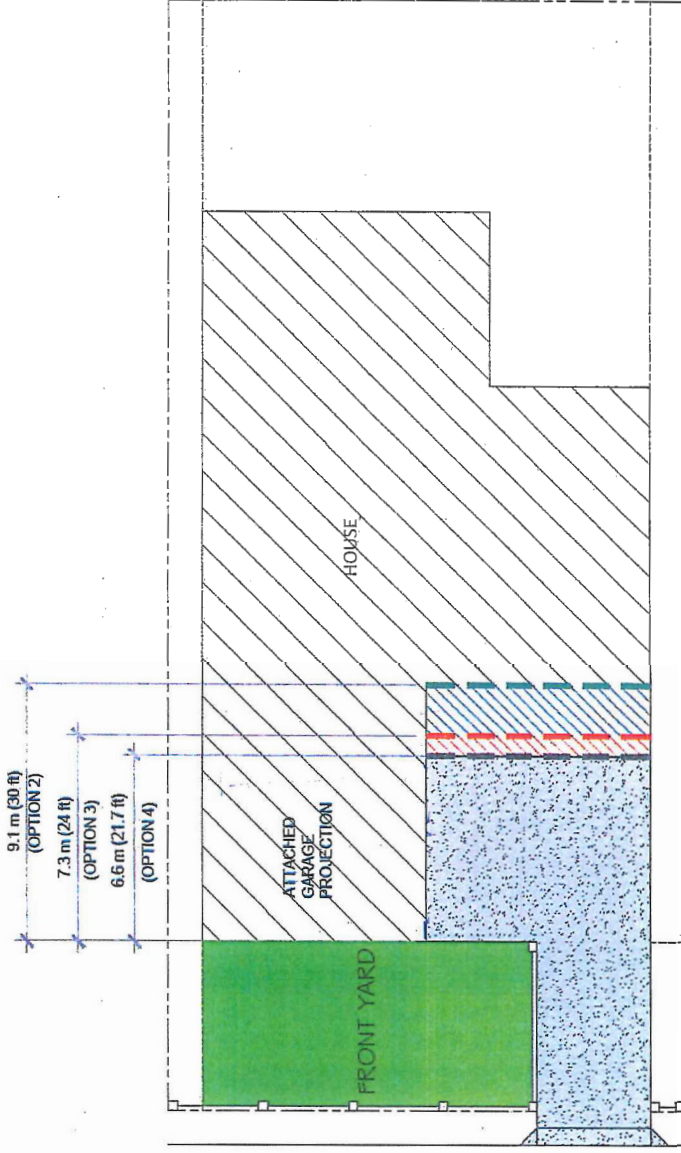 9.1 m (30 ft)
(OPTION 2)
7.3 m (24 ft)
(OPTION 3)
6.6 m (21.7 ft)
(OPTION 4)
HOUSE
ATTACHED
GARAGE
PROJECTION
FRONT YARD